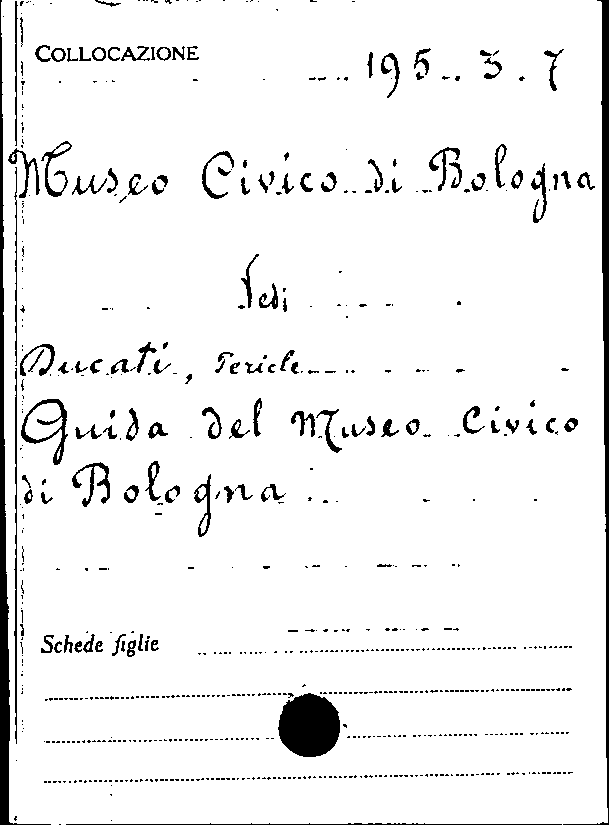 COLLOCAZIONE 195.3.7
Museo Civico di Bologna
Vedi
Ducati, Pericle
Guida del Museo Civico
di Bologna
Schede figlie